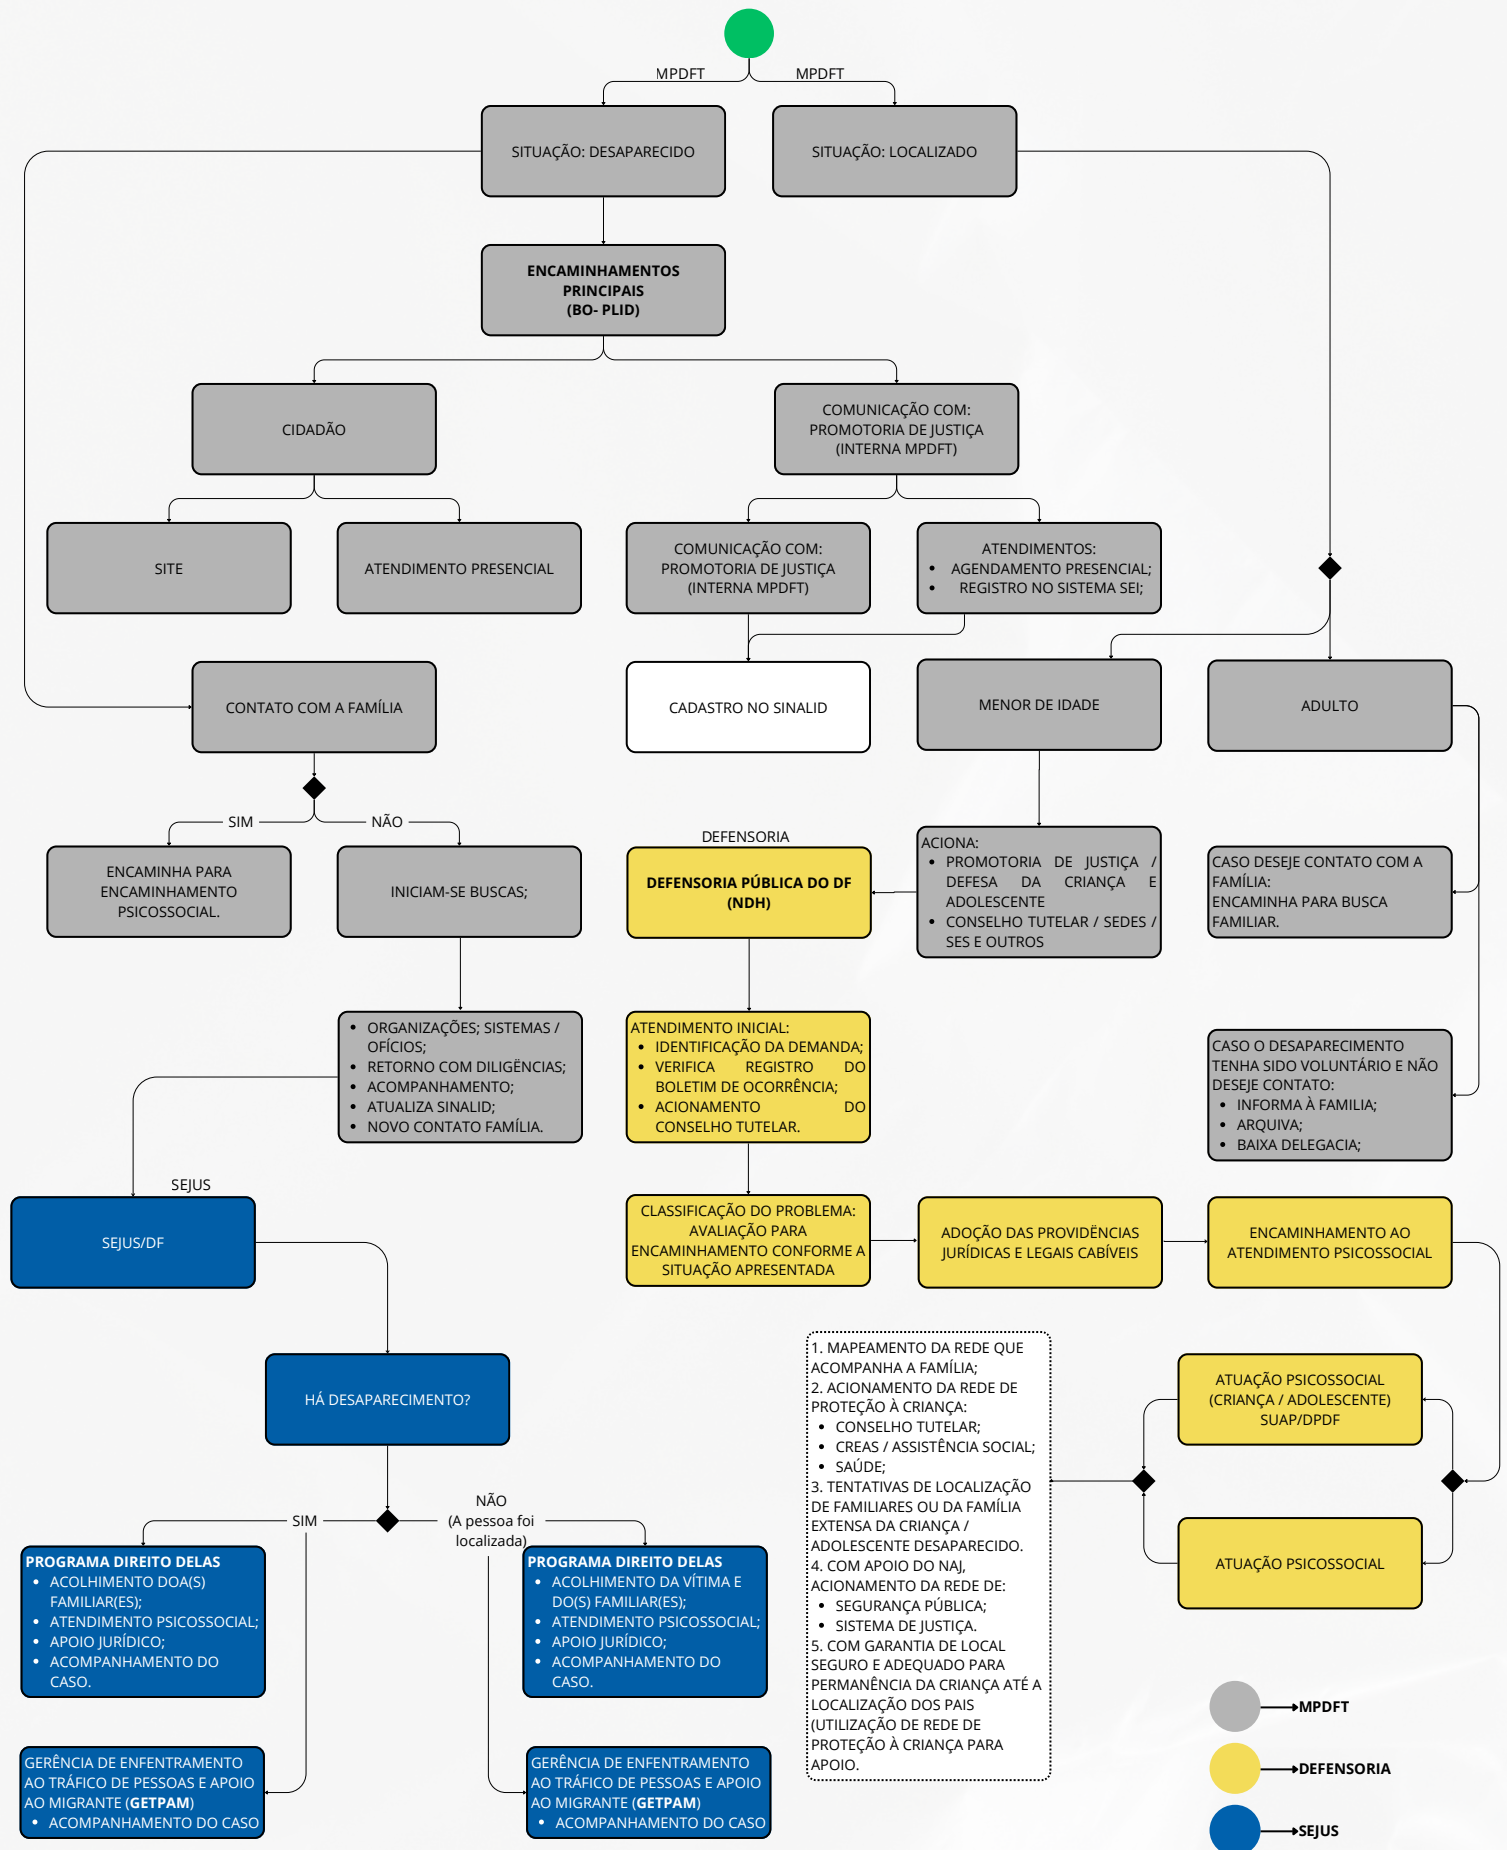 MPDFT
MPDFT
SITUAÇÃO: DESAPARECIDO
SITUAÇÃO: LOCALIZADO
ENCAMINHAMENTOS
PRINCIPAIS
(BO- PLID)
CIDADÃO
COMUNICAÇÃO COM:
PROMOTORIA DE JUSTIÇA
(INTERNA MPDFT)
SITE
ATENDIMENTO PRESENCIAL
COMUNICAÇÃO COM:
PROMOTORIA DE JUSTIÇA
(INTERNA MPDFT)
ATENDIMENTOS:
• AGENDAMENTO PRESENCIAL;
• REGISTRO NO SISTEMA SEI;
CONTATO COM A FAMÍLIA
CADASTRO NO SINALID
MENOR DE IDADE
ADULTO
SIM
NÃO
ENCAMINHA PARA
ENCAMINHAMENTO
PSICOSSOCIAL.
INICIAM-SE BUSCAS;
DEFENSORIA
DEFENSORIA PÚBLICA DO DF
(NDH)
ACIONA:
• PROMOTORIA DE JUSTIÇA /
DEFESA DA CRIANÇA E
ADOLESCENTE
• CONSELHO TUTELAR / SEDES /
SES E OUTROS
CASO DESEJE CONTATO COM A
FAMÍLIA:
ENCAMINHA PARA BUSCA
FAMILIAR.
• ORGANIZAÇÕES; SISTEMAS /
OFÍCIOS;
• RETORNO COM DILIGËNCIAS;
• ACOMPANHAMENTO;
• ATUALIZA SINALID;
• NOVO CONTATO FAMÍLIA.
ATENDIMENTO INICIAL:
• IDENTIFICAÇÃO DA DEMANDA;
• VERIFICA REGISTRO DO
BOLETIM DE OCORRÊNCIA;
• ACIONAMENTO DO
CONSELHO TUTELAR.
CASO O DESAPARECIMENTO
TENHA SIDO VOLUNTÁRIO E NÃO
DESEJE CONTATO:
• INFORMA À FAMILIA;
• ARQUIVA;
• BAIXA DELEGACIA;
SEJUS
SEJUS/DF
CLASSIFICAÇÃO DO PROBLEMA:
AVALIAÇÃO PARA
ENCAMINHAMENTO CONFORME A
SITUAÇÃO APRESENTADA
ADOÇÃO DAS PROVIDËNCIAS
JURÍDICAS E LEGAIS CABÍVEIS
ENCAMINHAMENTO AO
ATENDIMENTO PSICOSSOCIAL
HÁ DESAPARECIMENTO?
SIM
NÃO
(A pessoa foi
localizada)
PROGRAMA DIREITO DELAS
• ACOLHIMENTO DOA(S)
FAMILIAR(ES);
• ATENDIMENTO PSICOSSOCIAL;
• APOIO JURÍDICO;
• ACOMPANHAMENTO DO
CASO.
PROGRAMA DIREITO DELAS
• ACOLHIMENTO DA VÍTIMA E
DO(S) FAMILIAR(ES);
• ATENDIMENTO PSICOSSOCIAL;
• APOIO JURÍDICO;
• ACOMPANHAMENTO DO
CASO.
GERÊNCIA DE ENFENTRAMENTO
AO TRÁFICO DE PESSOAS E APOIO
AO MIGRANTE (GETPAM)
• ACOMPANHAMENTO DO CASO
GERÊNCIA DE ENFENTRAMENTO
AO TRÁFICO DE PESSOAS E APOIO
AO MIGRANTE (GETPAM)
• ACOMPANHAMENTO DO CASO
1. MAPEAMENTO DA REDE QUE
ACOMPANHA A FAMÍLIA;
2. ACIONAMENTO DA REDE DE
PROTEÇÃO À CRIANÇA:
• CONSELHO TUTELAR;
• CREAS / ASSISTÊNCIA SOCIAL;
• SAÚDE;
3. TENTATIVAS DE LOCALIZAÇÃO
DE FAMILIARES OU DA FAMÍLIA
EXTENSA DA CRIANÇA /
ADOLESCENTE DESAPARECIDO.
4. COM APOIO DO NAJ,
ACIONAMENTO DA REDE DE:
• SEGURANÇA PÚBLICA;
• SISTEMA DE JUSTIÇA.
5. COM GARANTIA DE LOCAL
SEGURO E ADEQUADO PARA
PERMANÊNCIA DA CRIANÇA ATÉ A
LOCALIZAÇÃO DOS PAIS
(UTILIZAÇÃO DE REDE DE
PROTEÇÃO À CRIANÇA PARA
APOIO.
ATUAÇÃO PSICOSSOCIAL
(CRIANÇA / ADOLESCENTE)
SUAP/DPDF
ATUAÇÃO PSICOSSOCIAL
MPDFT
DEFENSORIA
SEJUS